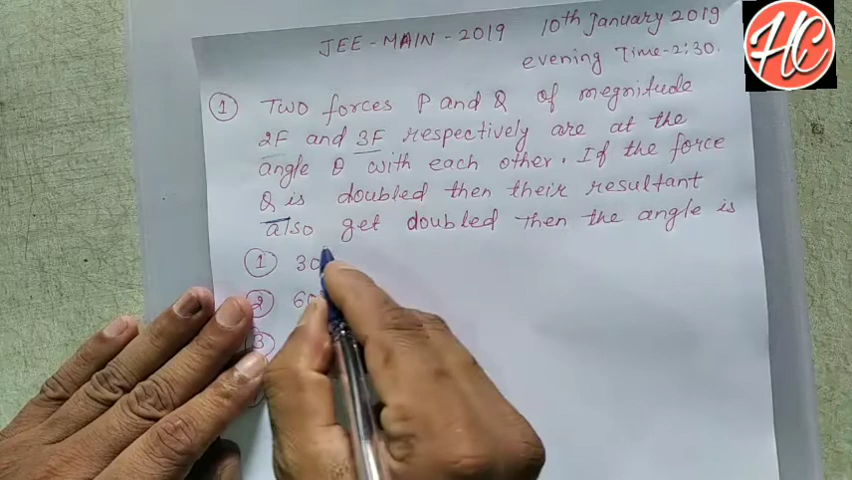 JEE-MAIN-2019 10th January 2019
evening Time-2:30.
① Two forces P and Q of megnitude
2F and 3F respectively are at the
angle θ with each other. If the force
Q is doubled then their resultant
also get doubled then the angle is
① 30
② 60
③
HC